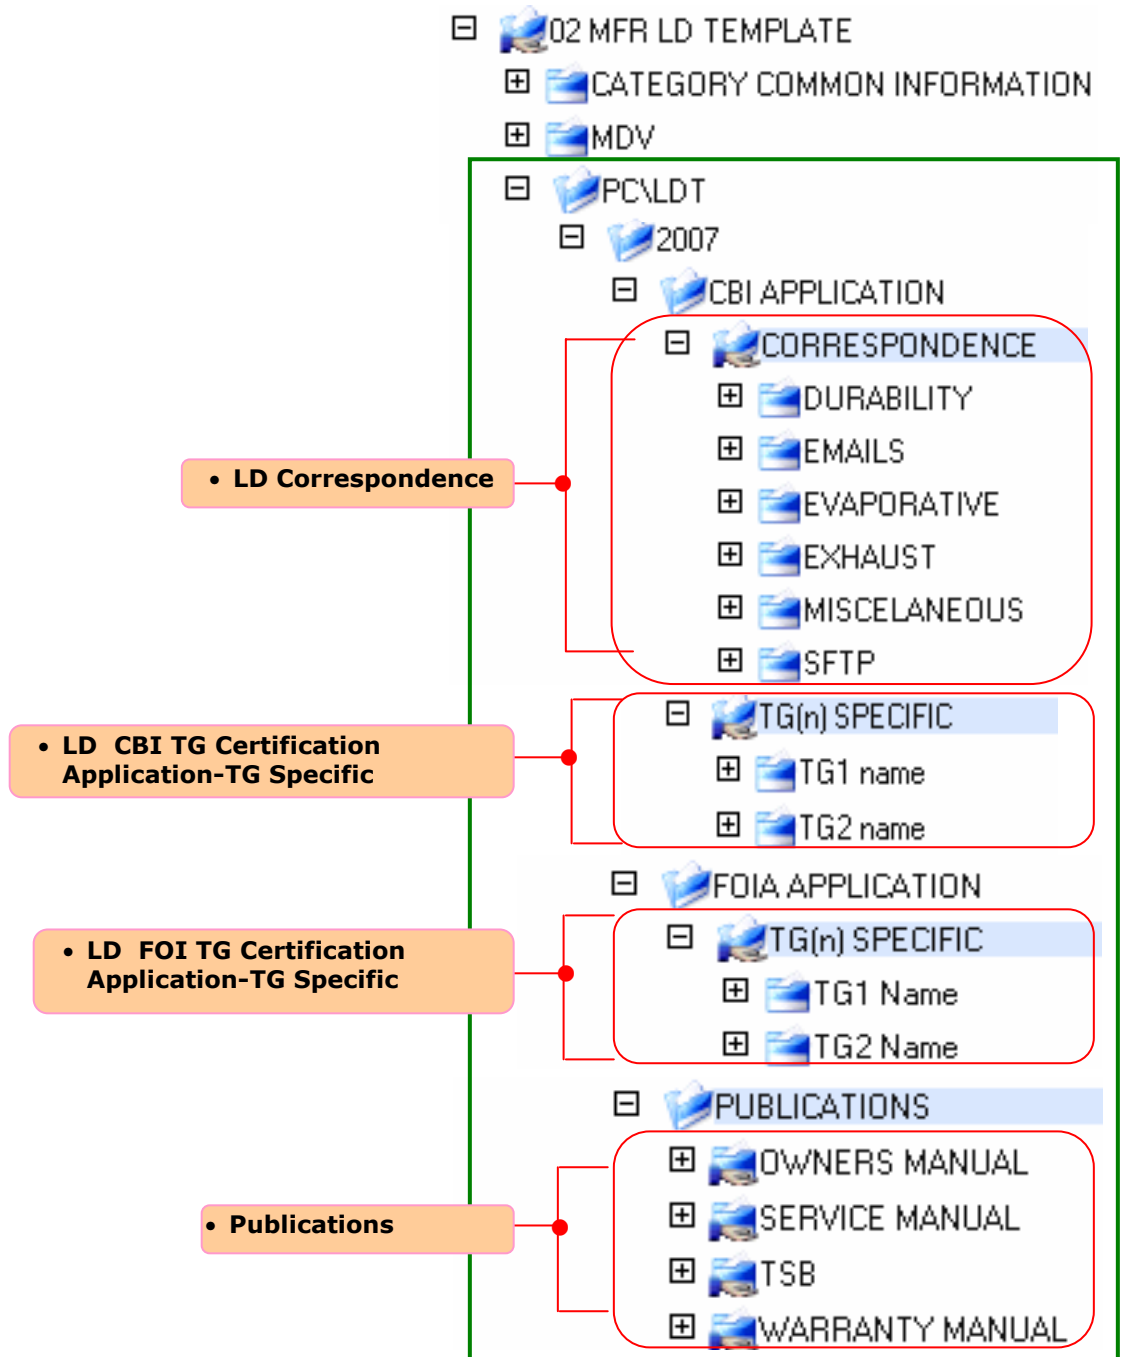 02 MFR LD TEMPLATE
CATEGORY COMMON INFORMATION
MDV
PC\LDT
2007
CBI APPLICATION
CORRESPONDENCE
DURABILITY
EMAILS
• LD Correspondence
EVAPORATIVE
EXHAUST
MISCELANEOUS
SFTP
TG(n) SPECIFIC
• LD CBI TG Certification
Application-TG Specific
TG1 name
TG2 name
FOIA APPLICATION
• LD FOI TG Certification
Application-TG Specific
TG(n) SPECIFIC
TG1 Name
TG2 Name
PUBLICATIONS
OWNERS MANUAL
• Publications
SERVICE MANUAL
TSB
WARRANTY MANUAL